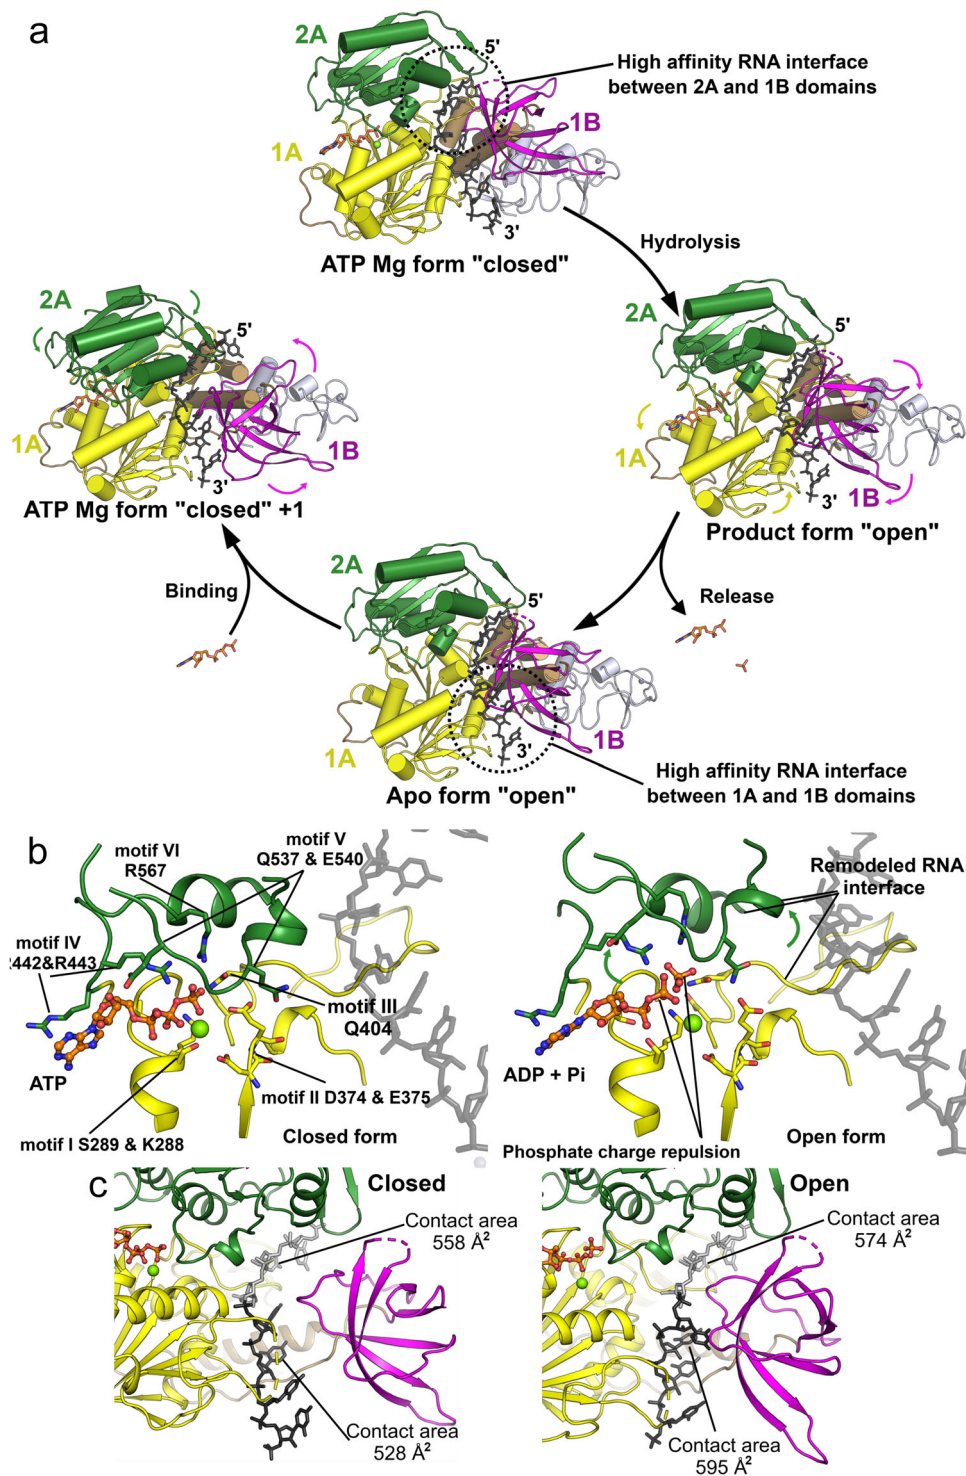 a
2A
5'
High affinity RNA interface
between 2A and 1B domains
1B
1A
3'
ATP Mg form "closed"
Hydrolysis
2A
5'
1A
1B
3'
ATP Mg form "closed" +1
2A
5'
1A
3'
1B
Product form "open"
Binding
Release
2A
5'
1A
3'
1B
Apo form "open"
High affinity RNA interface
between 1A and 1B domains
b
motif VI
R567
motif V
Q537 & E540
motif IV
R442&R443
motif III
Q404
ATP
motif II D374 & E375
motif I S289 & K288
Closed form
Remodeled RNA
interface
ADP + Pi
Phosphate charge repulsion
Open form
c
Closed
Contact area
558 Å²
Contact area
528 Å²
Open
Contact area
574 Å²
Contact area
595 Å²